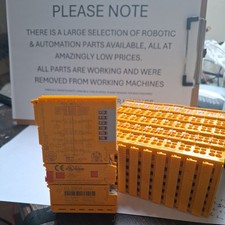 PLEASE NOTE
THERE IS A LARGE SELECTION OF ROBOTIC
& AUTOMATION PARTS AVAILABLE, ALL AT
AMAZINGLY LOW PRICES.
ALL PARTS ARE WORKING AND WERE
REMOVED FROM WORKING MACHINES
CE